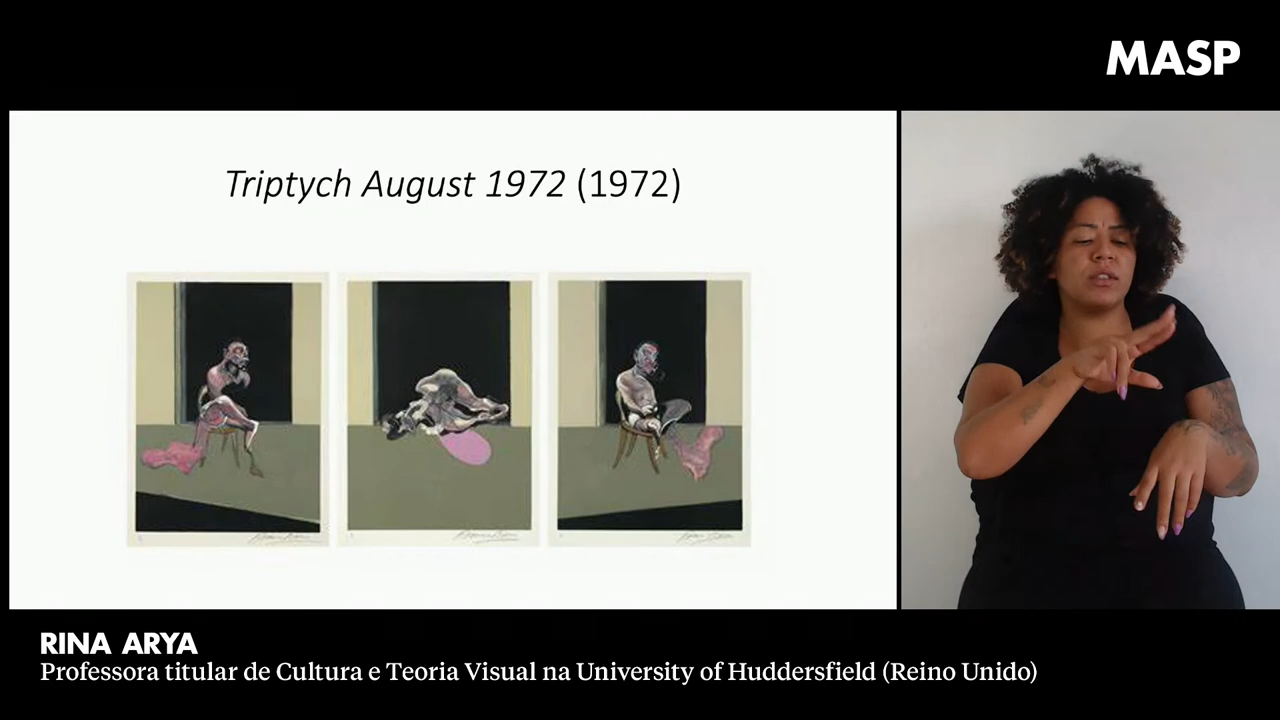 MASP
Triptych August 1972 (1972)
RINA ARYA
Professora titular de Cultura e Teoria Visual na University of Huddersfield (Reino Unido)